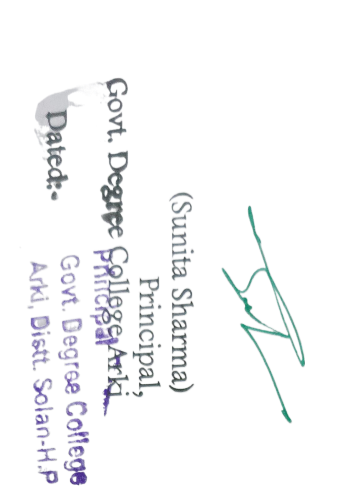 (Sunita Sharma)
Principal,
Govt. Degree College, Arki
Principal
Dated:-
Govt. Degree College
Arki, Distt. Solan-H.P